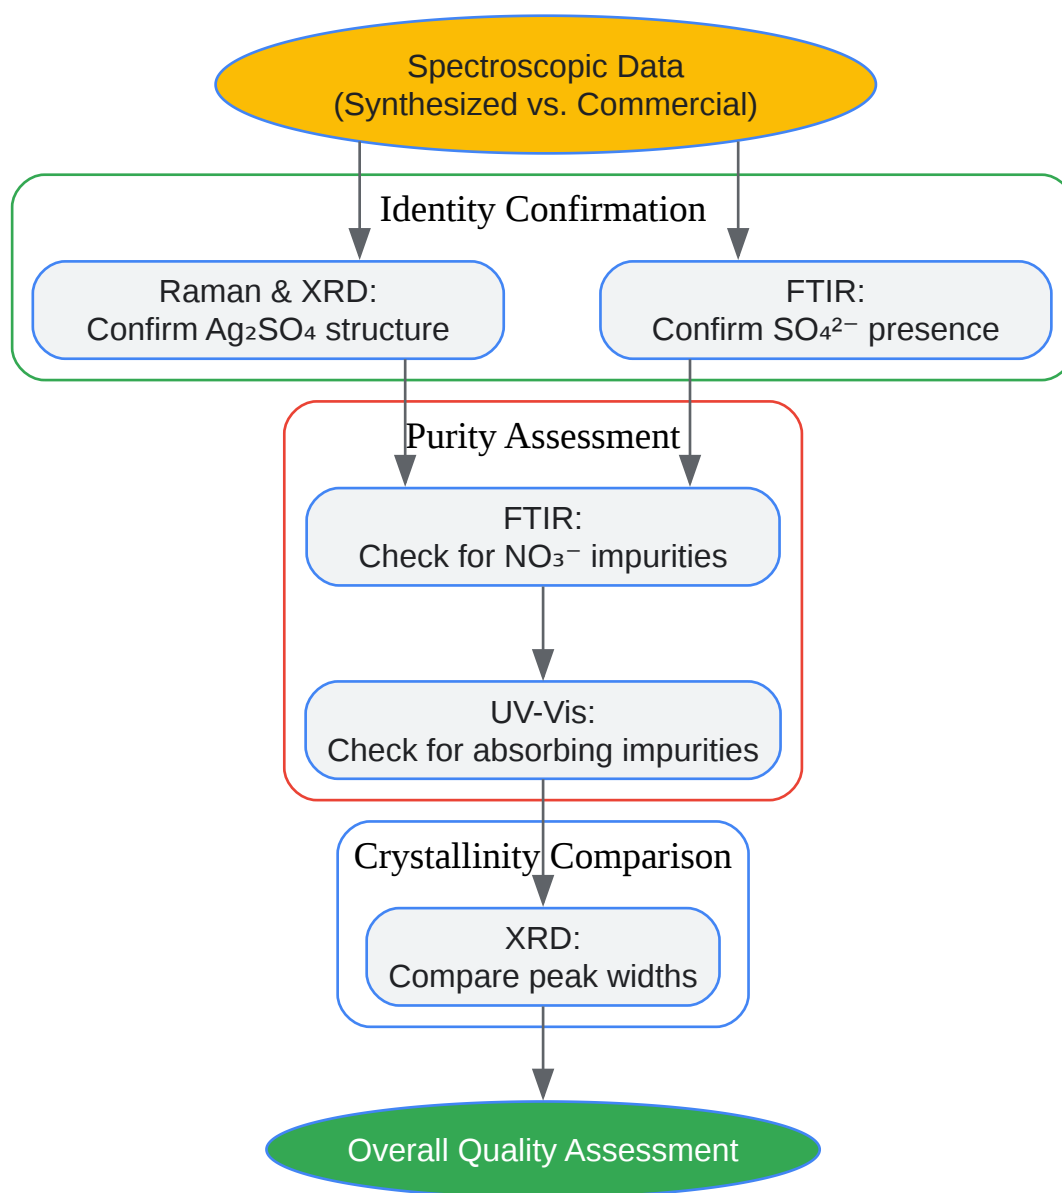 Spectroscopic Data
(Synthesized vs. Commercial)
Identity Confirmation
Raman & XRD:
Confirm Ag₂SO₄ structure
FTIR:
Confirm SO₄²⁻ presence
Purity Assessment
FTIR:
Check for NO₃⁻ impurities
UV-Vis:
Check for absorbing impurities
Crystallinity Comparison
XRD:
Compare peak widths
Overall Quality Assessment